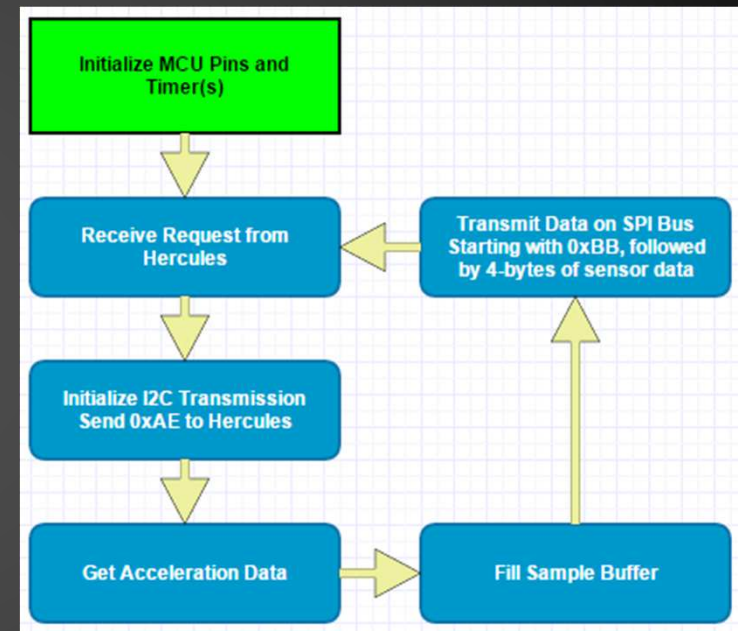 Initialize MCU Pins and
Timer(s)
Receive Request from
Hercules
Transmit Data on SPI Bus
Starting with 0xBB, followed
by 4-bytes of sensor data
Initialize I2C Transmission
Send 0xAE to Hercules
Get Acceleration Data
Fill Sample Buffer